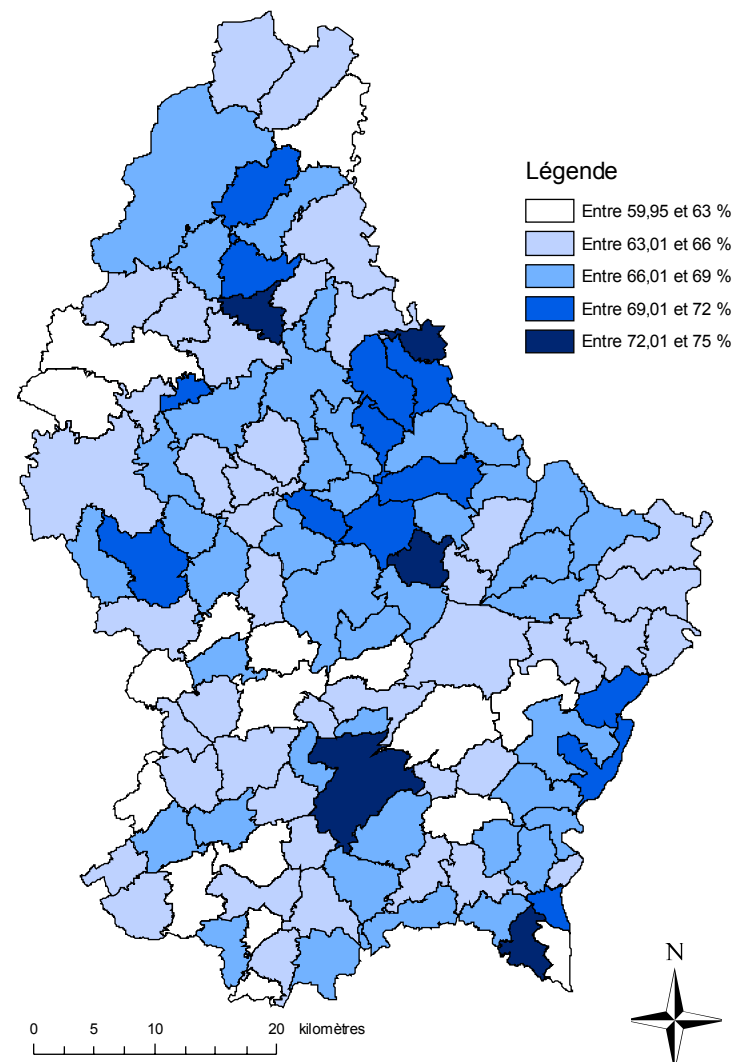 Légende
Entre 59,95 et 63 %
Entre 63,01 et 66 %
Entre 66,01 et 69 %
Entre 69,01 et 72 %
Entre 72,01 et 75 %
N
0 5 10 20 kilomètres